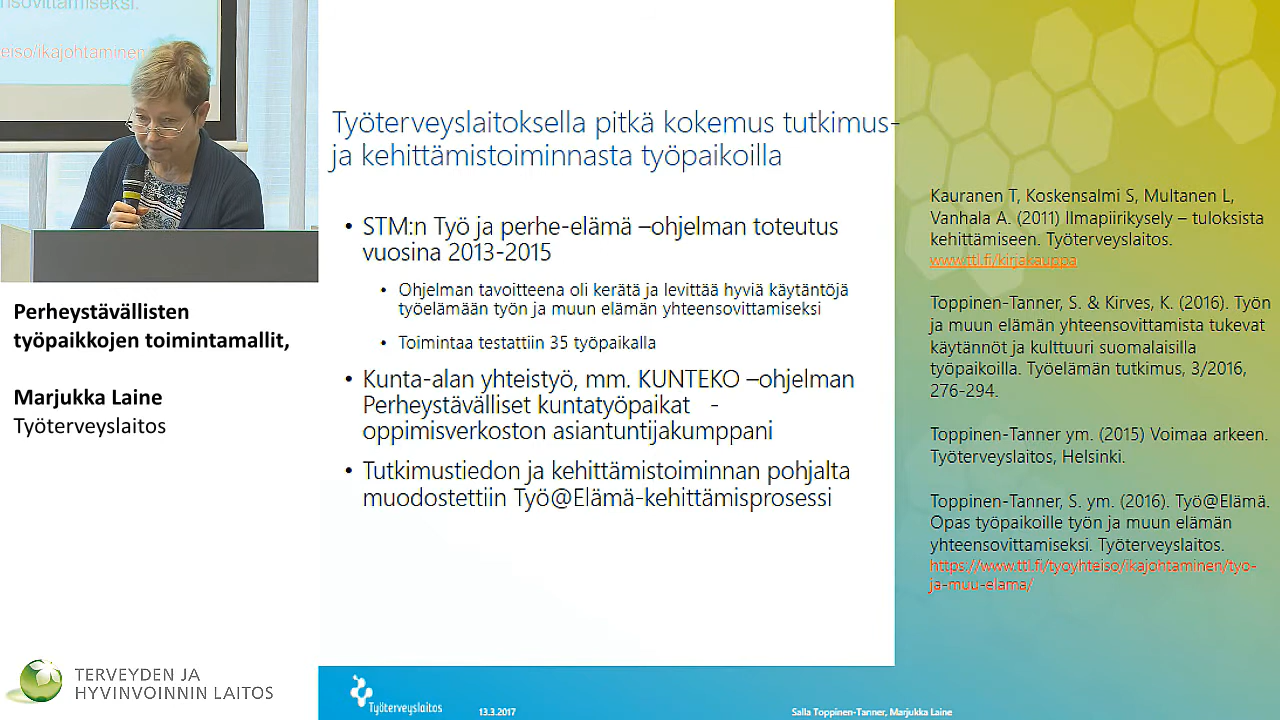 sovittamiseksi.
eiso/ikajohtaminen
Perheystävällisten
työpaikkojen toimintamallit,
Marjukka Laine
Työterveyslaitos
TERVEYDEN JA
HYVINVOINNIN LAITOS
Työterveyslaitoksella pitkä kokemus tutkimus-
ja kehittämistoiminnasta työpaikoilla
• STM:n Työ ja perhe-elämä –ohjelman toteutus
vuosina 2013-2015
• Ohjelman tavoitteena oli kerätä ja levittää hyviä käytäntöjä
työelämään työn ja muun elämän yhteensovittamiseksi
• Toimintaa testattiin 35 työpaikalla
• Kunta-alan yhteistyö, mm. KUNTEKO –ohjelman
Perheystävälliset kuntatyöpaikat -
oppimisverkoston asiantuntijakumppani
• Tutkimustiedon ja kehittämistoiminnan pohjalta
muodostettiin Työ@Elämä-kehittämisprosessi
Kauranen T, Koskensalmi S, Multanen L,
Vanhala A. (2011) Ilmapiirikysely – tuloksista
kehittämiseen. Työterveyslaitos.
www.ttl.fi/kirjakauppa
Toppinen-Tanner, S. & Kirves, K. (2016). Työn
ja muun elämän yhteensovittamista tukevat
käytännöt ja kulttuuri suomalaisilla
työpaikoilla. Työelämän tutkimus, 3/2016,
276-294.
Toppinen-Tanner ym. (2015) Voimaa arkeen.
Työterveyslaitos, Helsinki.
Toppinen-Tanner, S. ym. (2016). Työ@Elämä.
Opas työpaikoille työn ja muun elämän
yhteensovittamiseksi. Työterveyslaitos.
https://www.ttl.fi/tyoyhteiso/ikajohtaminen/tyo-
ja-muu-elama/
Työterveyslaitos
13.3.2017
Salla Toppinen-Tanner, Marjukka Laine